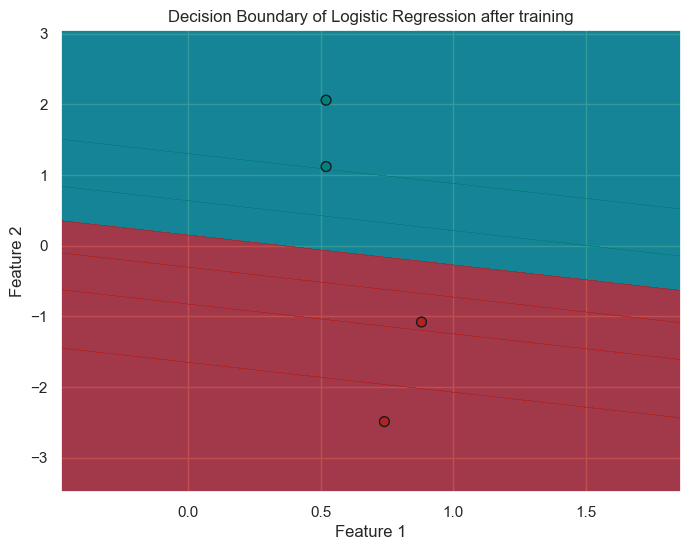 Decision Boundary of Logistic Regression after training
3
2
1
0
−1
−2
−3
Feature 2
0.0 0.5 1.0 1.5
Feature 1